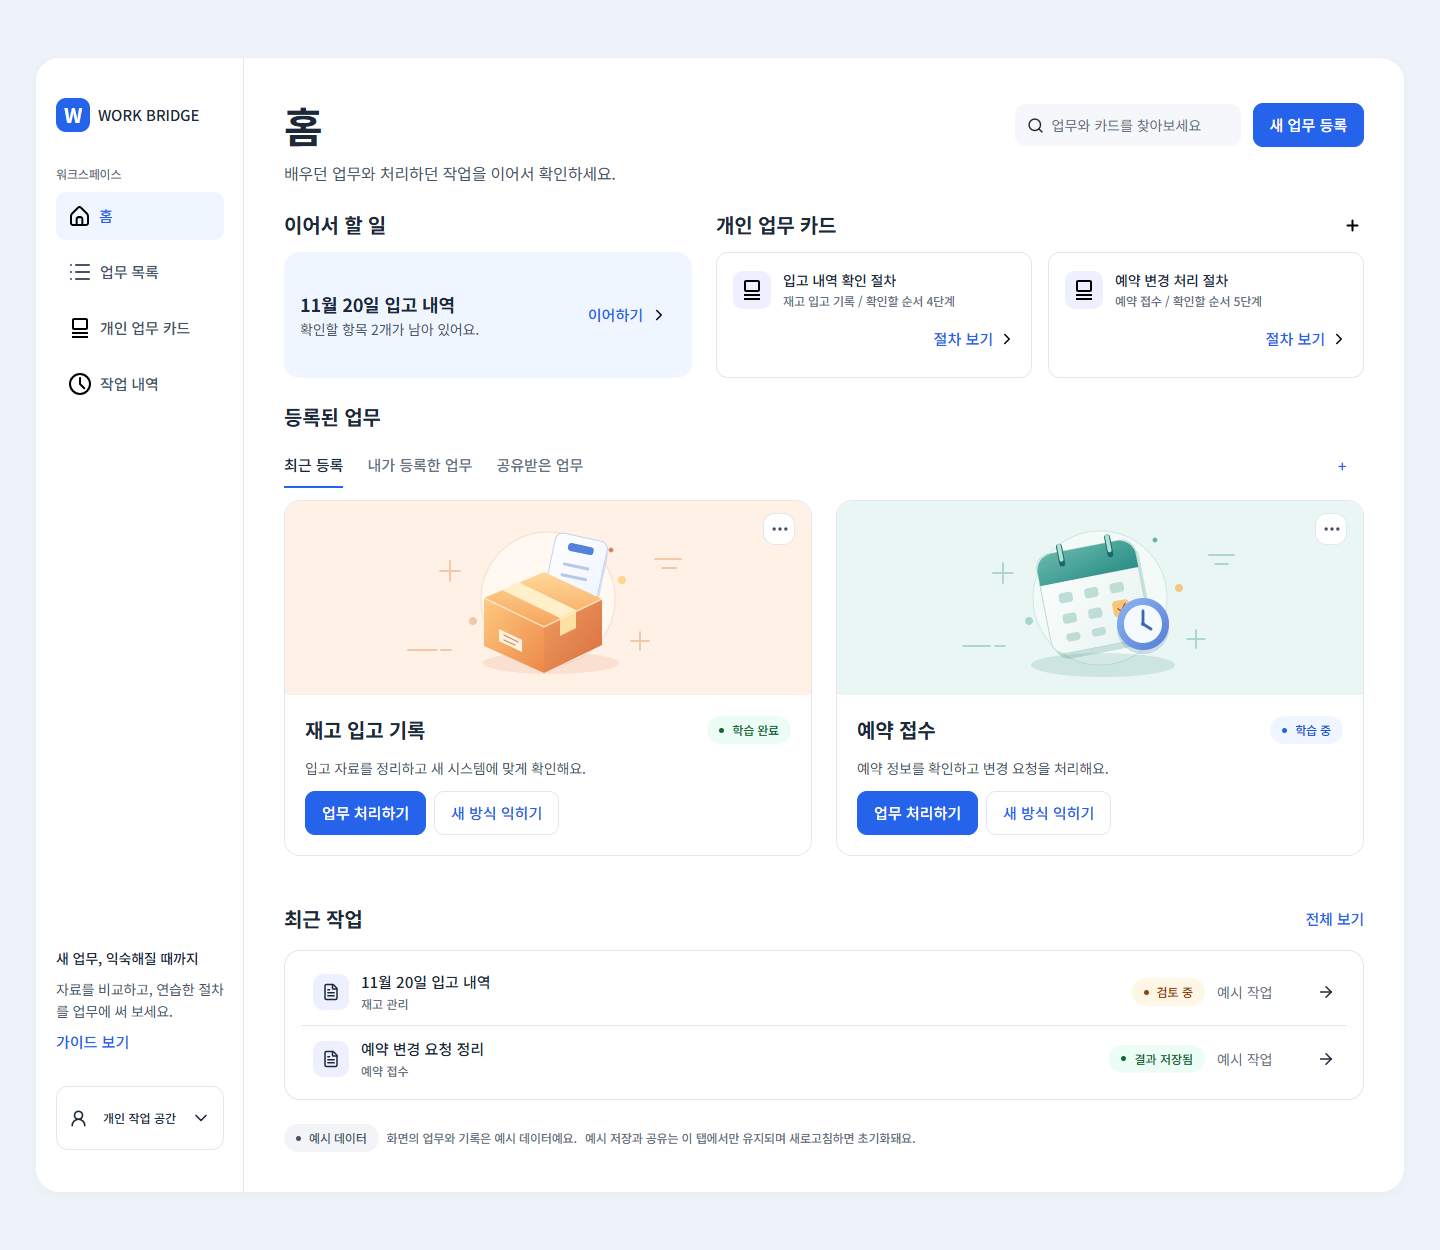 W WORK BRIDGE
워크스페이스
홈
업무 목록
개인 업무 카드
작업 내역
새 업무, 익숙해질 때까지
자료를 비교하고, 연습한 절차
를 업무에 써 보세요.
가이드 보기
개인 작업 공간
홈
배우던 업무와 처리하던 작업을 이어서 확인하세요.
업무와 카드를 찾아보세요
새 업무 등록
이어서 할 일
11월 20일 입고 내역
확인할 항목 2개가 남아 있어요.
이어하기
개인 업무 카드
+
입고 내역 확인 절차
재고 입고 기록 / 확인할 순서 4단계
절차 보기
예약 변경 처리 절차
예약 접수 / 확인할 순서 5단계
절차 보기
등록된 업무
최근 등록 내가 등록한 업무 공유받은 업무
+
재고 입고 기록
학습 완료
입고 자료를 정리하고 새 시스템에 맞게 확인해요.
업무 처리하기 새 방식 익히기
예약 접수
학습 중
예약 정보를 확인하고 변경 요청을 처리해요.
업무 처리하기 새 방식 익히기
최근 작업
전체 보기
11월 20일 입고 내역
재고 관리
검토 중 예시 작업
예약 변경 요청 정리
예약 접수
결과 저장됨 예시 작업
예시 데이터 화면의 업무와 기록은 예시 데이터예요. 예시 저장과 공유는 이 탭에서만 유지되며 새로고침하면 초기화돼요.